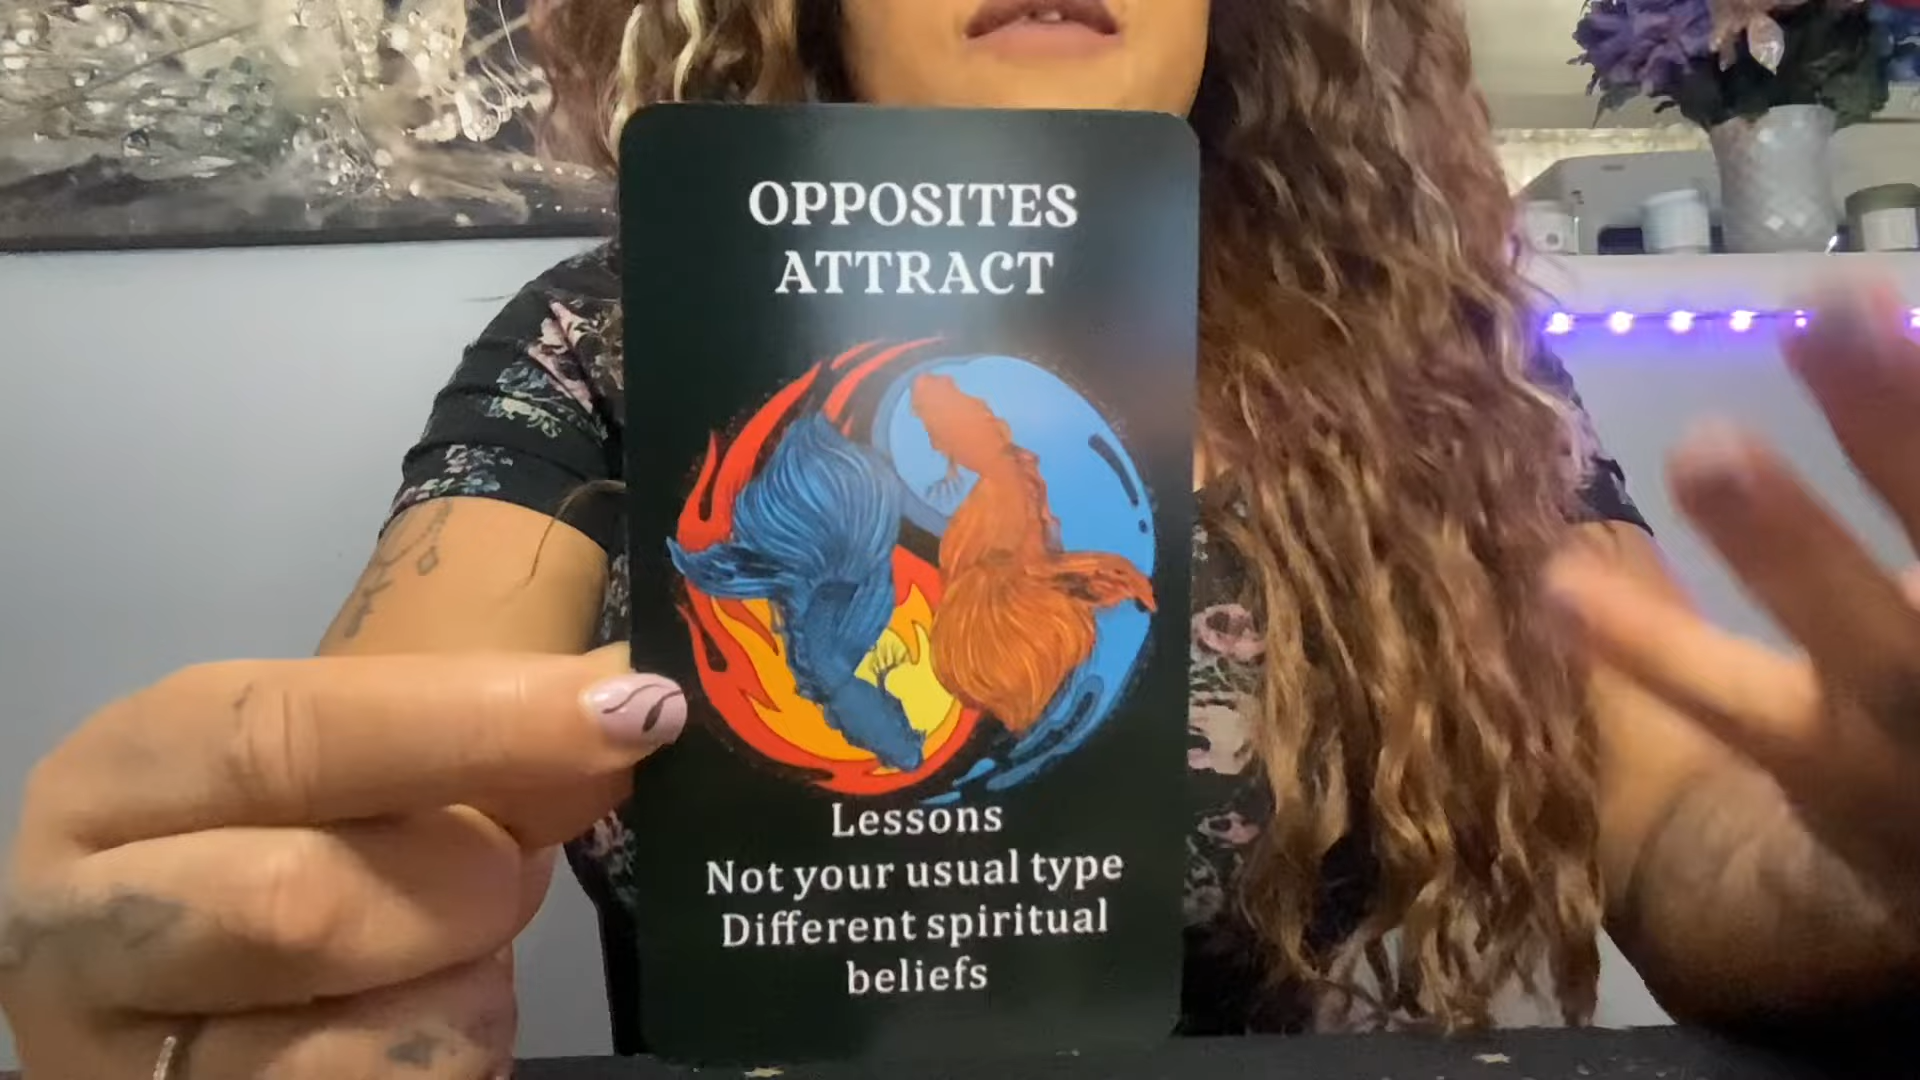 OPPOSITES
ATTRACT
Lessons
Not your usual type
Different spiritual
beliefs